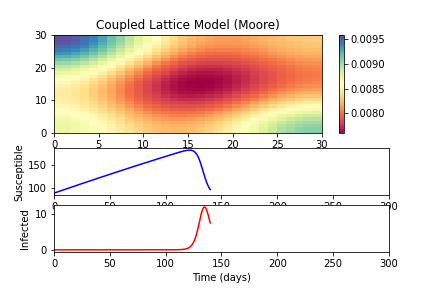 Coupled Lattice Model (Moore)
30
20
10
0
0 5 10 15 20 25 30
0.0095
0.0090
0.0085
0.0080
Susceptible
150
100
0 50 100 150 200 250 300
Infected
10
0
0 50 100 150 200 250 300
Time (days)